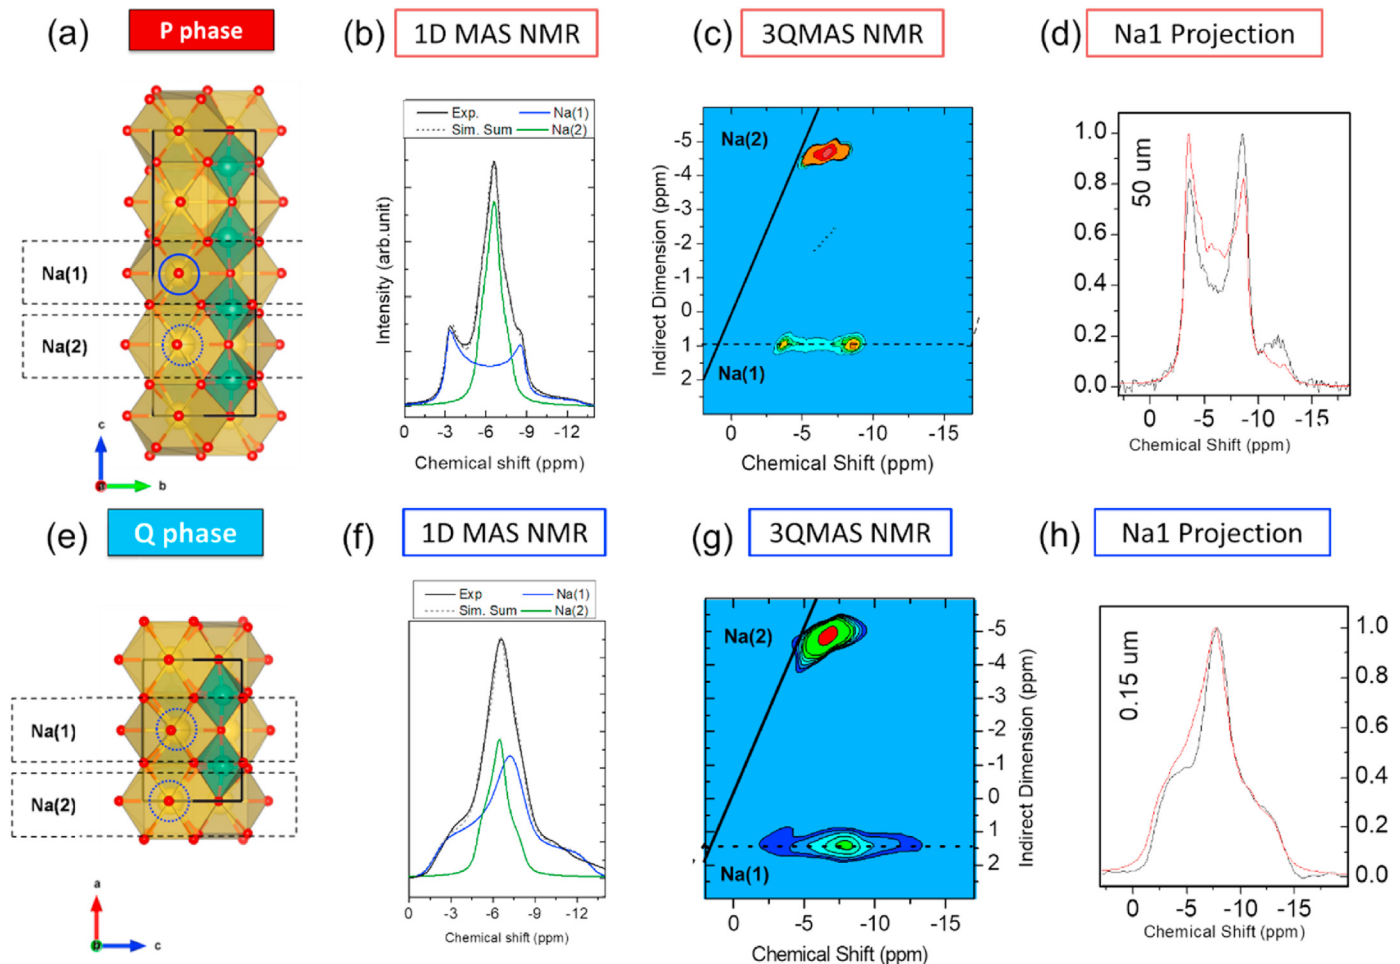 (a) P phase
Na(1)
Na(2)
c
b
(b) 1D MAS NMR
Exp. Na(1)
Sim. Sum Na(2)
Intensity (arb.unit)
0 -3 -6 -9 -12
Chemical shift (ppm)
(c) 3QMAS NMR
Na(2)
Na(1)
Indirect Dimension (ppm)
-5
-4
-3
-2
-1
0
1
2
0 -5 -10 -15
Chemical Shift (ppm)
(d) Na1 Projection
50 um
1.0
0.8
0.6
0.4
0.2
0.0
0 -5 -10 -15
Chemical Shift (ppm)
(e) Q phase
Na(1)
Na(2)
a
b
c
(f) 1D MAS NMR
Exp Na(1)
Sim. Sum Na(2)
0 -3 -6 -9 -12
Chemical shift (ppm)
(g) 3QMAS NMR
Na(2)
Na(1)
-5
-4
-3
-2
-1
0
1
2
Indirect Dimension (ppm)
0 -5 -10 -15
Chemical Shift (ppm)
(h) Na1 Projection
0.15 um
1.0
0.8
0.6
0.4
0.2
0.0
0 -5 -10 -15
Chemical Shift (ppm)